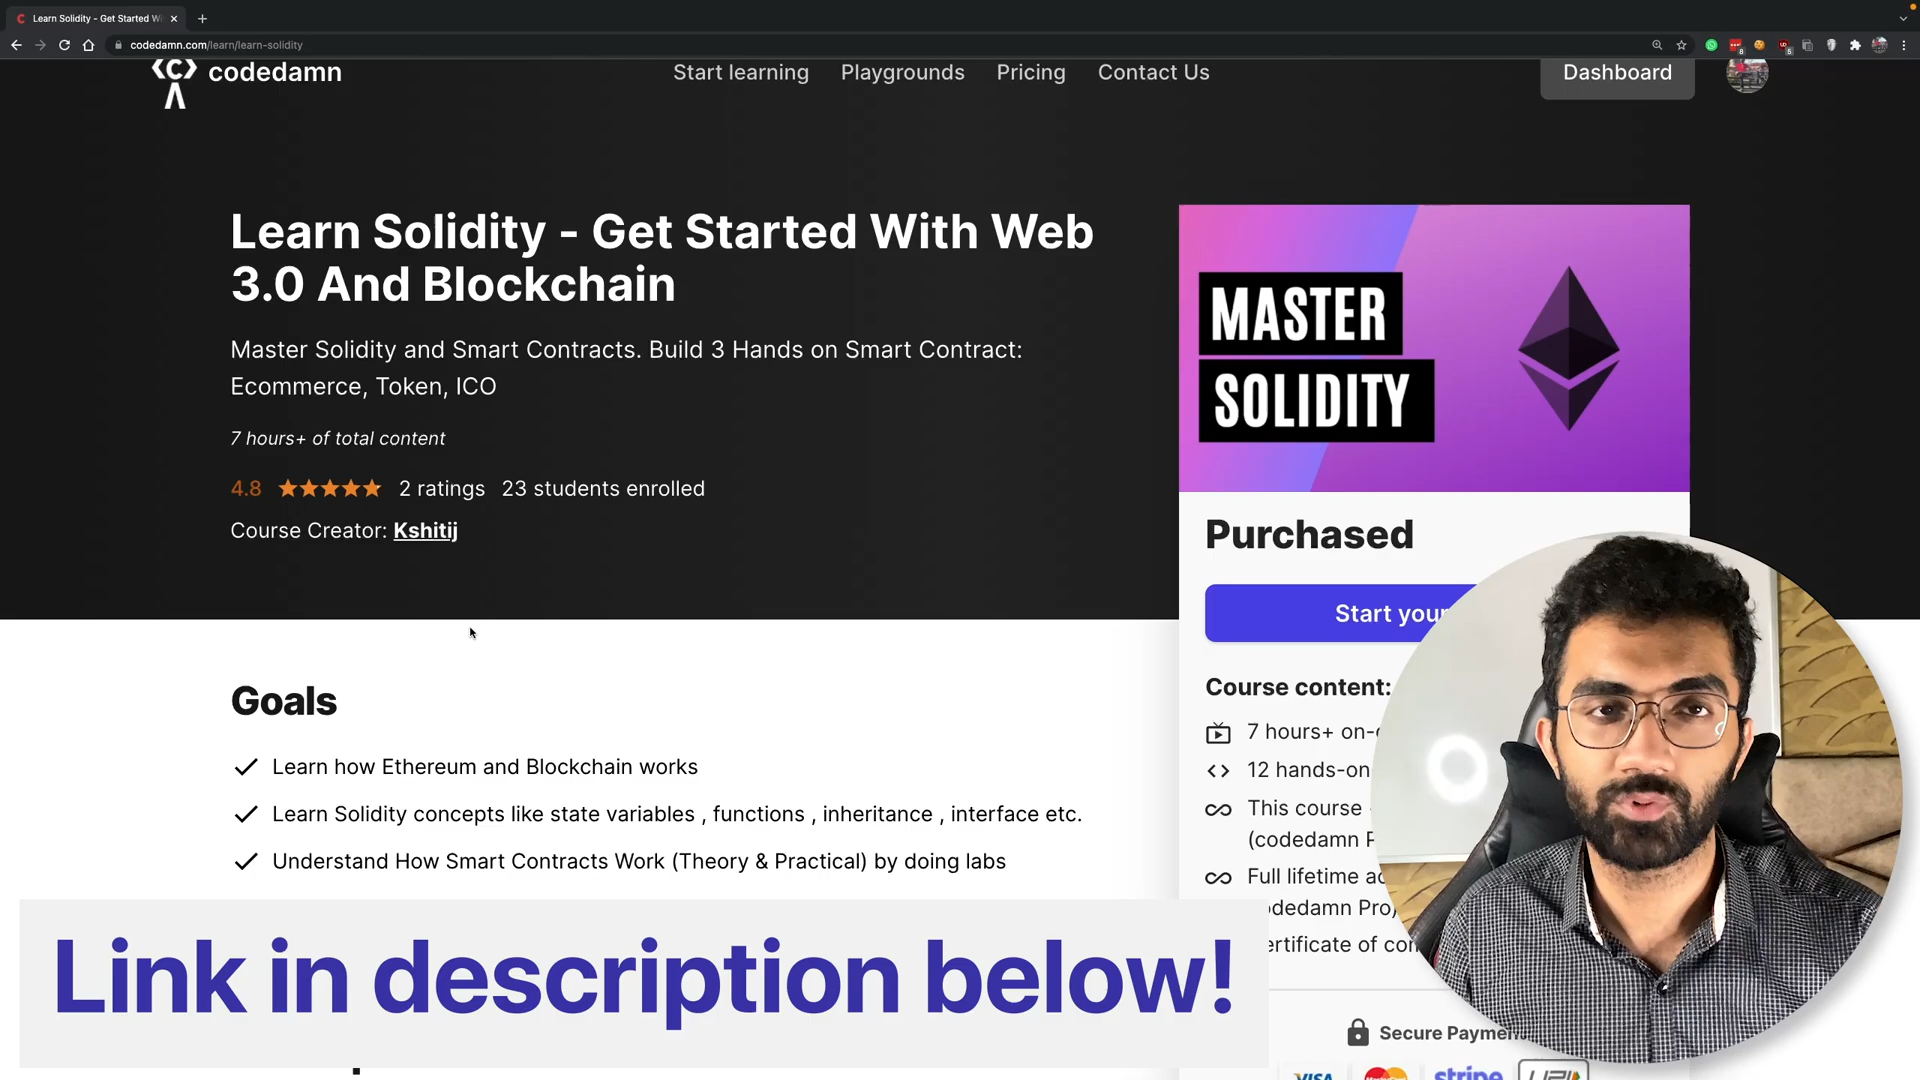 Learn Solidity - Get Started Wi
codedamn.com/learn/learn-solidity
codedamn
Start learning
Playgrounds
Pricing
Contact Us
Dashboard
Learn Solidity - Get Started With Web
3.0 And Blockchain
Master Solidity and Smart Contracts. Build 3 Hands on Smart Contract:
Ecommerce, Token, ICO
7 hours+ of total content
4.8
2 ratings
23 students enrolled
Course Creator: Kshitij
MASTER
SOLIDITY
Purchased
Start your
Goals
Learn how Ethereum and Blockchain works
Learn Solidity concepts like state variables , functions , inheritance , interface etc.
Understand How Smart Contracts Work (Theory & Practical) by doing labs
Course content:
7 hours+ on-
12 hands-on
This course
(codedamn P
Full lifetime ac
odedamn Pro)
ertificate of con
Secure Paymen
VISA
stripe
UPI
Link in description below!